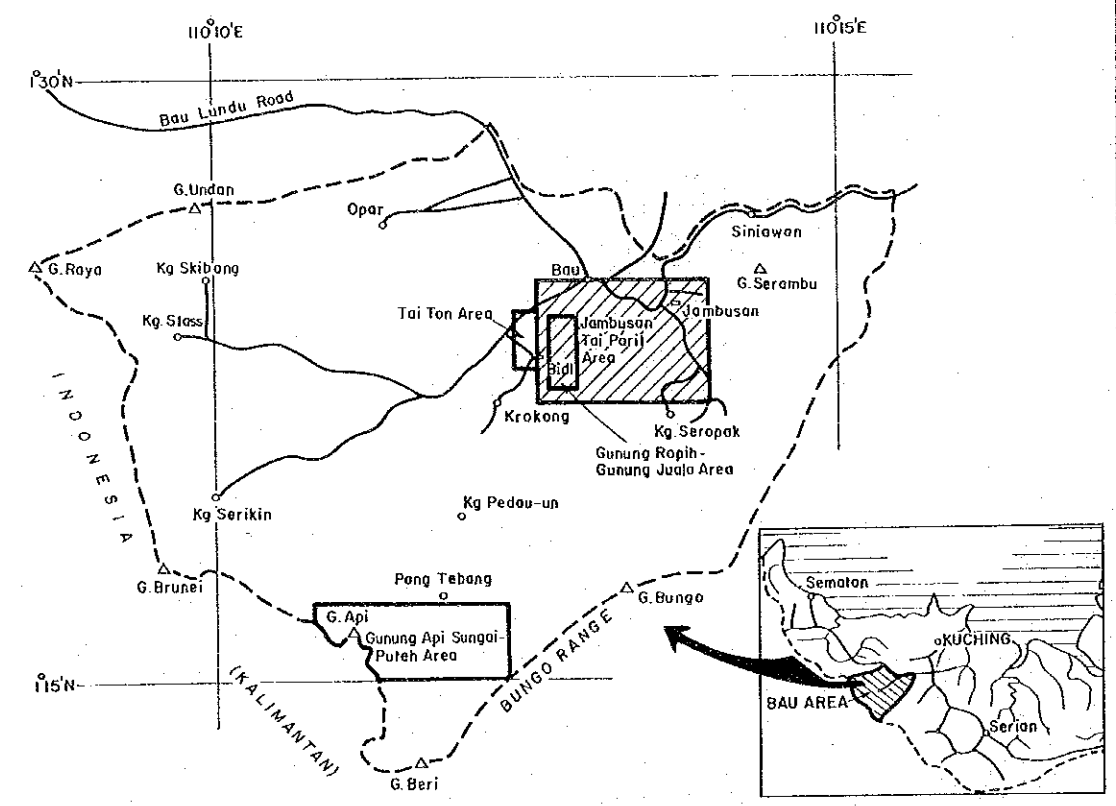 110°10'E
110°15'E
1°30'N
Bau Lundu Road
G.Undan
Opar
Siniawan
G.Raya
Kg Skibang
Bau
G.Serambu
Tai Ton Area
Jambusan
Jambusan
Tai Parit
Area
Kg.Stass
Bidi
INDONESIA
Krokong
Kg.Seropak
Gunung Ropih-
Gunung Juala Area
Kg Serikin
Kg Pedau-un
G.Brunei
Pang Tebang
G.Bungo
G.Api
Gunung Api Sungai-
Puteh Area
BUNGO RANGE
1°15'N
(KALIMANTAN)
G.Beri
Sematan
KUCHING
BAU AREA
Serian